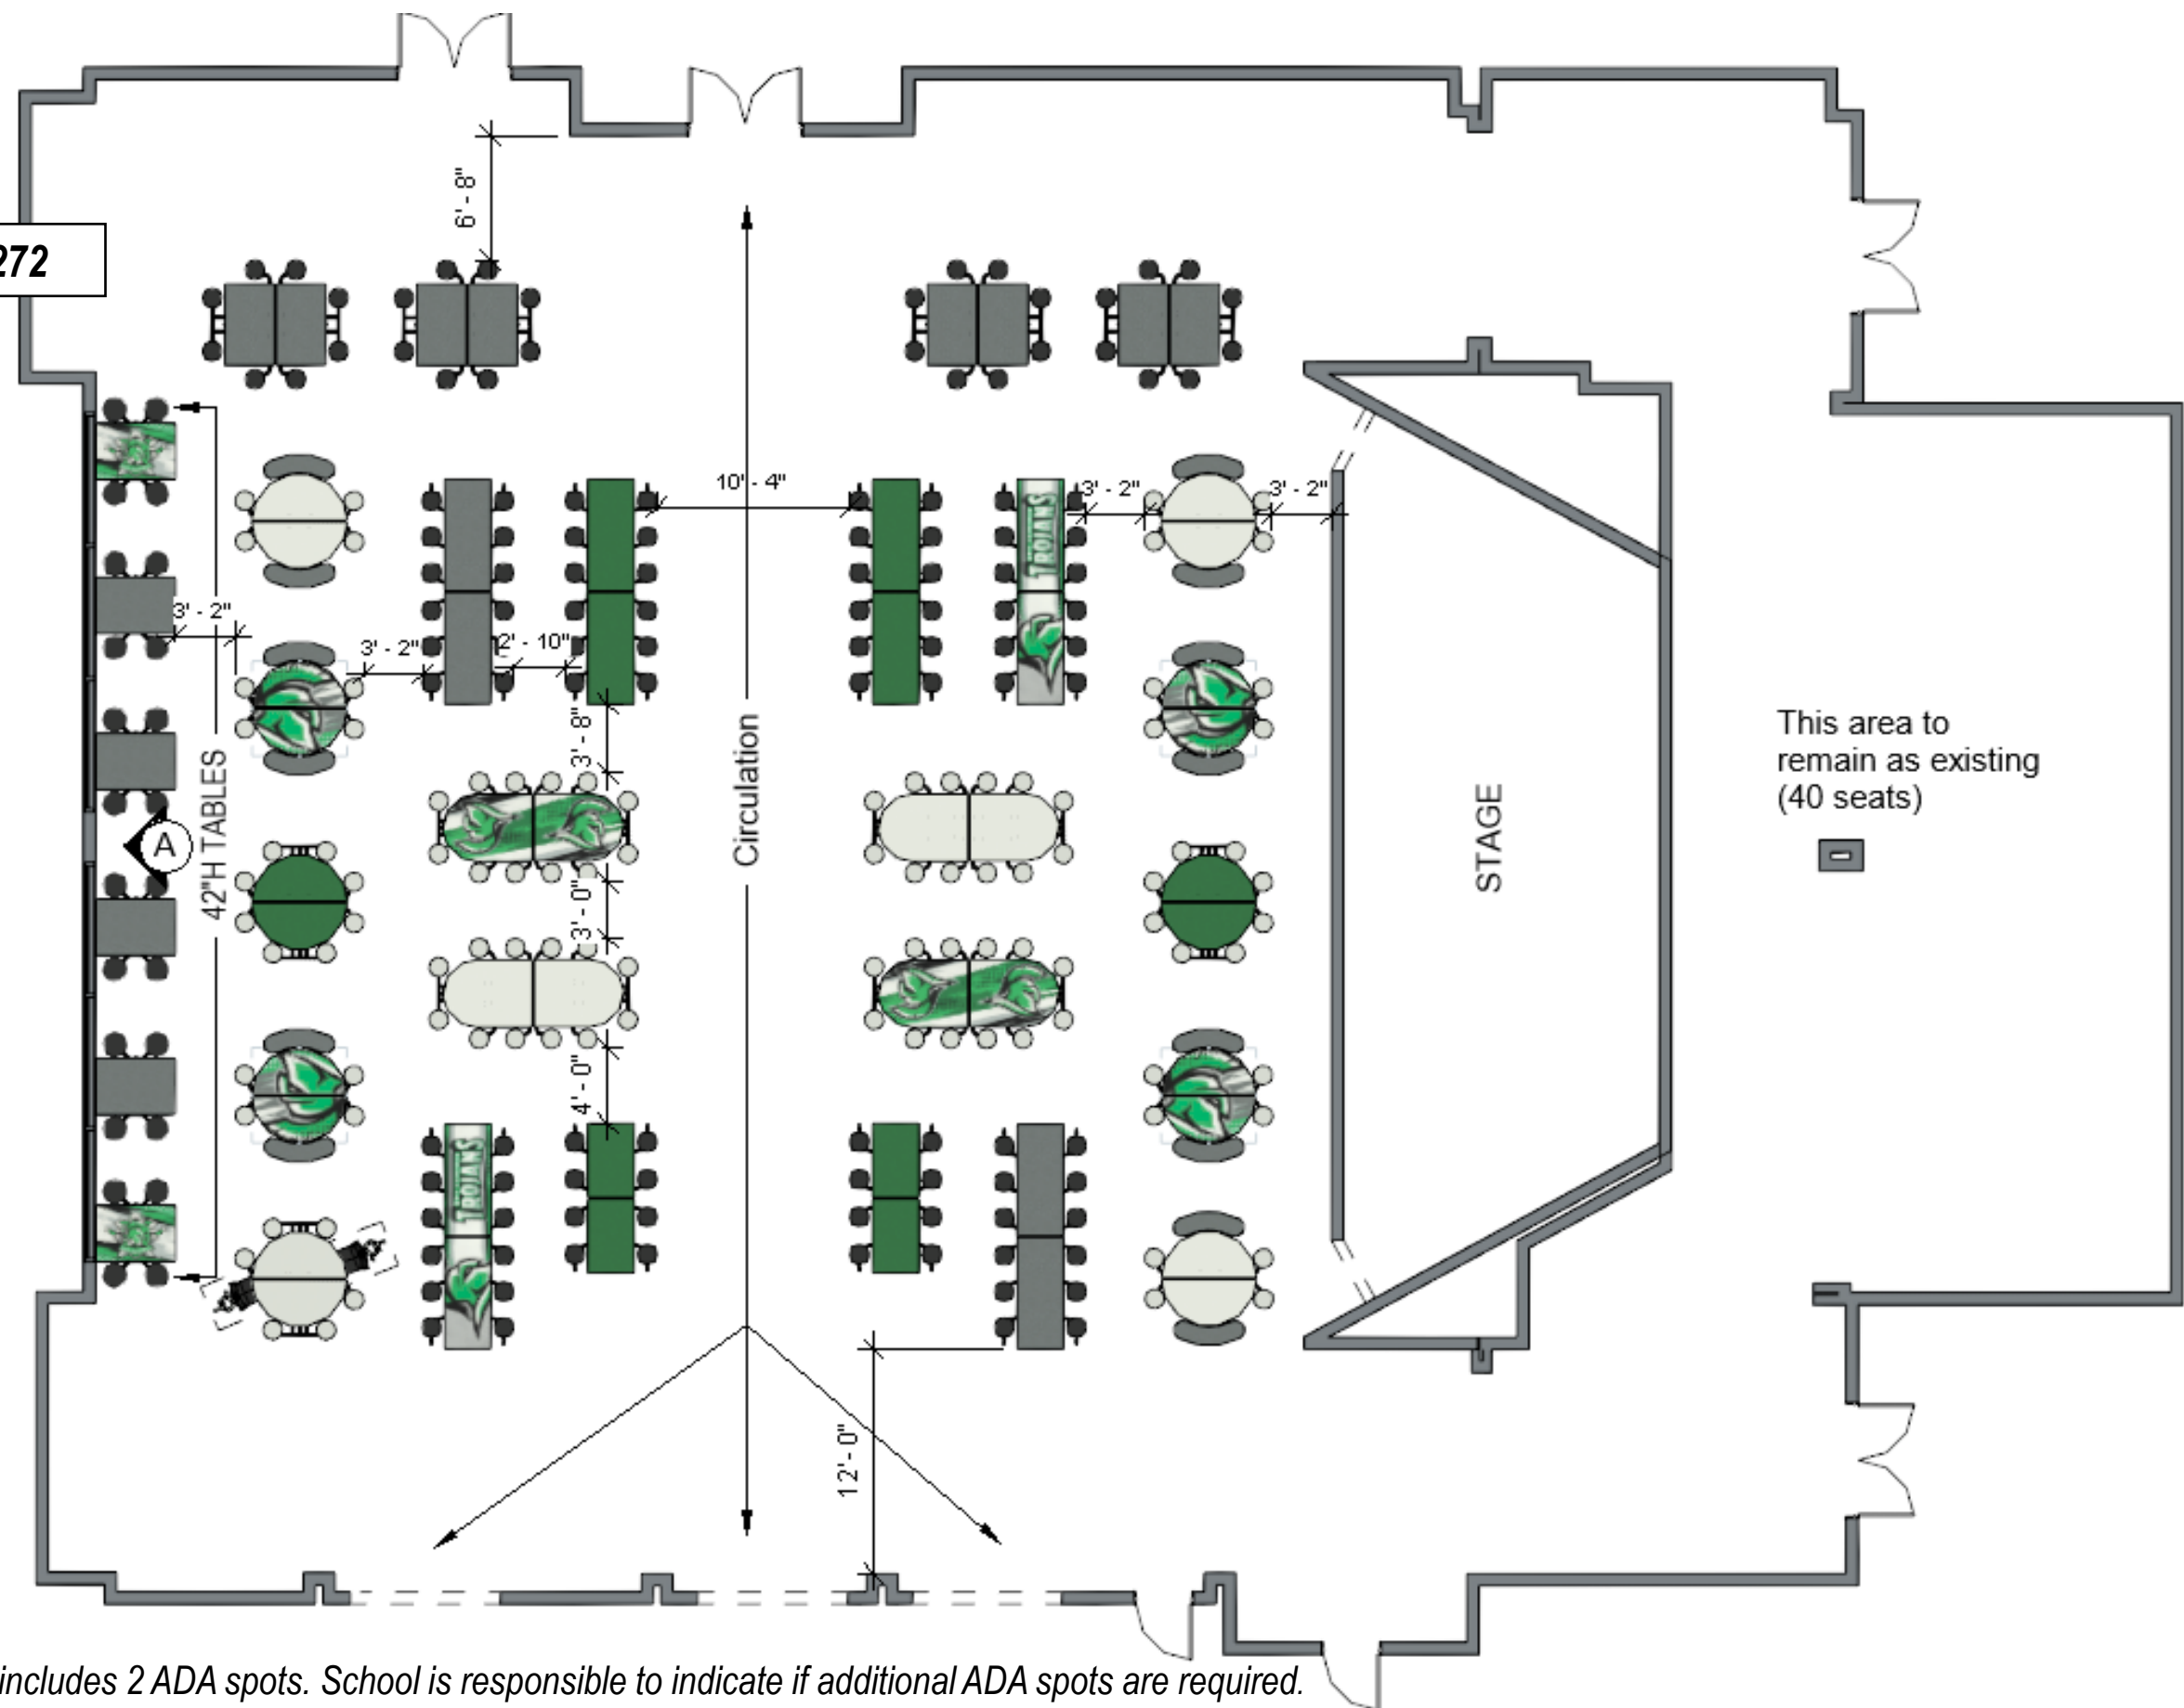 272
6' - 8"
10' - 4"
3' - 2"
3' - 2"
TROJANS
3' - 2"
3' - 2"
2' - 10"
3' - 8"
Circulation
42"H TABLES
A
3' - 0"
STAGE
This area to
remain as existing
(40 seats)
4' - 0"
TROJANS
12' - 0"
includes 2 ADA spots. School is responsible to indicate if additional ADA spots are required.